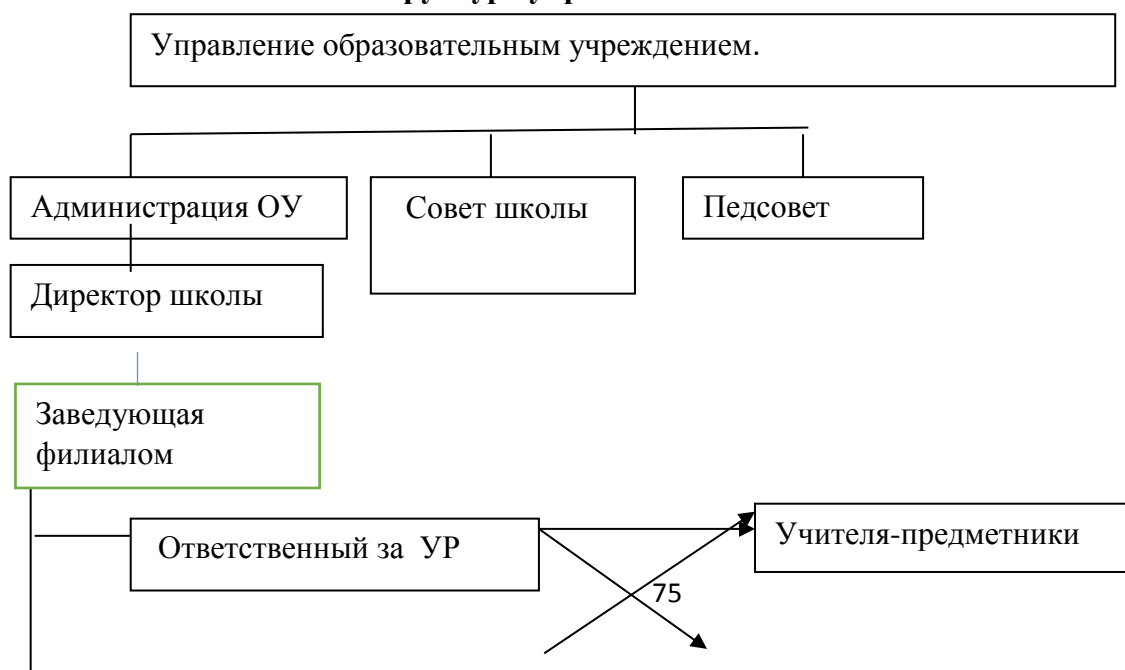 Управление образовательным учреждением.
Администрация ОУ
Совет школы
Педсовет
Директор школы
Заведующая
филиалом
Ответственный за УР
Учителя-предметники
75